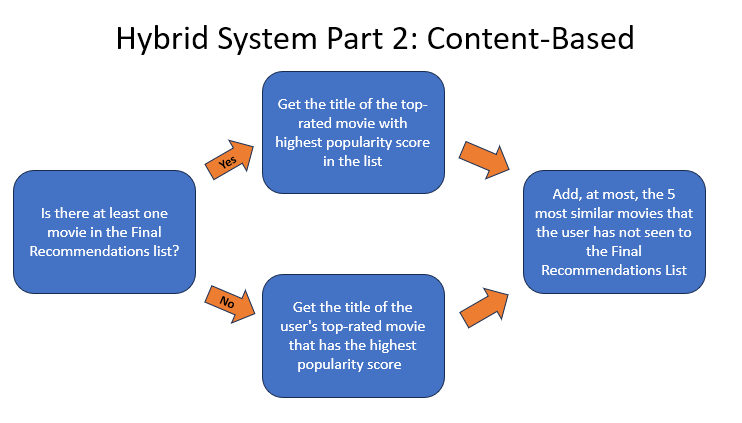 Hybrid System Part 2: Content-Based
Is there at least one
movie in the Final
Recommendations list?
Yes
Get the title of the top-
rated movie with
highest popularity score
in the list
No
Get the title of the
user's top-rated movie
that has the highest
popularity score
Add, at most, the 5
most similar movies that
the user has not seen to
the Final
Recommendations List